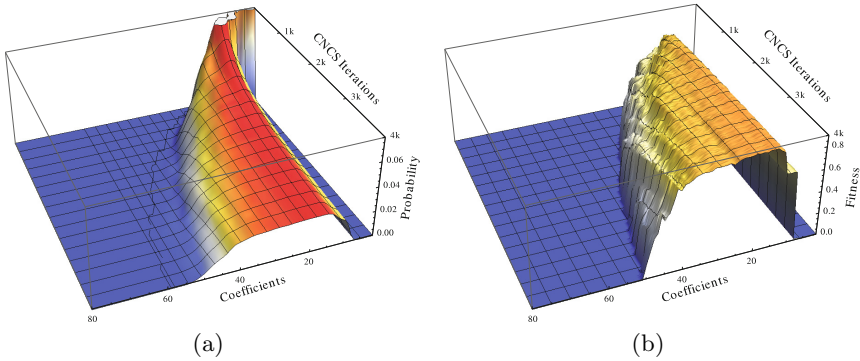 1k
2k
3k
4k
CNCS Iterations
0.06
0.04
0.02
0.00
Probability
20
40
60
80
Coefficients
(a)
1k
2k
3k
4k
CNCS Iterations
0.8
0.6
0.4
0.2
0.0
Fitness
20
40
60
80
Coefficients
(b)